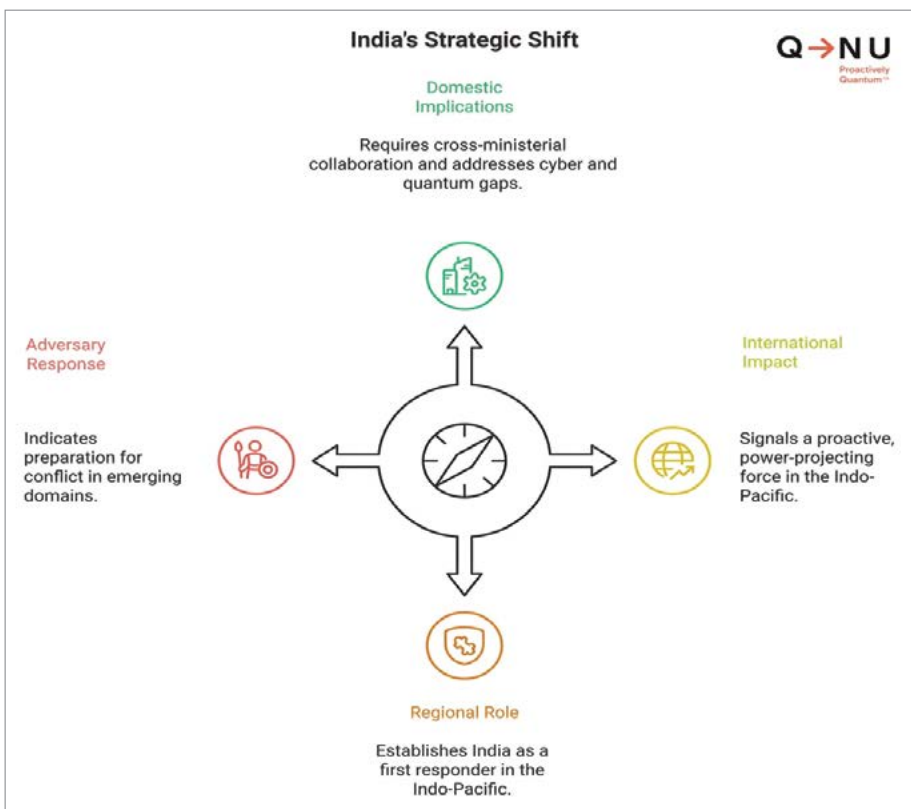 India's Strategic Shift
Q→NU
Proactively
Quantum™
Domestic
Implications
Requires cross-ministerial
collaboration and addresses cyber and
quantum gaps.
Adversary
Response
Indicates
preparation for
conflict in emerging
domains.
International
Impact
Signals a proactive,
power-projecting
force in the Indo-
Pacific.
Regional Role
Establishes India as a
first responder in the
Indo-Pacific.